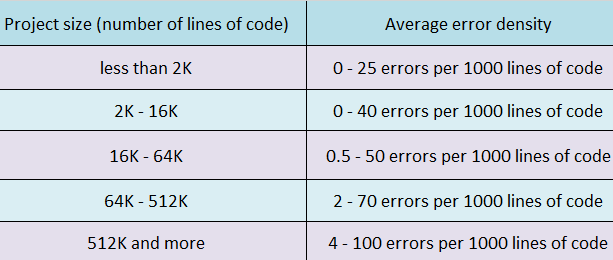 Project size (number of lines of code) Average error density
less than 2K 0 - 25 errors per 1000 lines of code
2K - 16K 0 - 40 errors per 1000 lines of code
16K - 64K 0.5 - 50 errors per 1000 lines of code
64K - 512K 2 - 70 errors per 1000 lines of code
512K and more 4 - 100 errors per 1000 lines of code